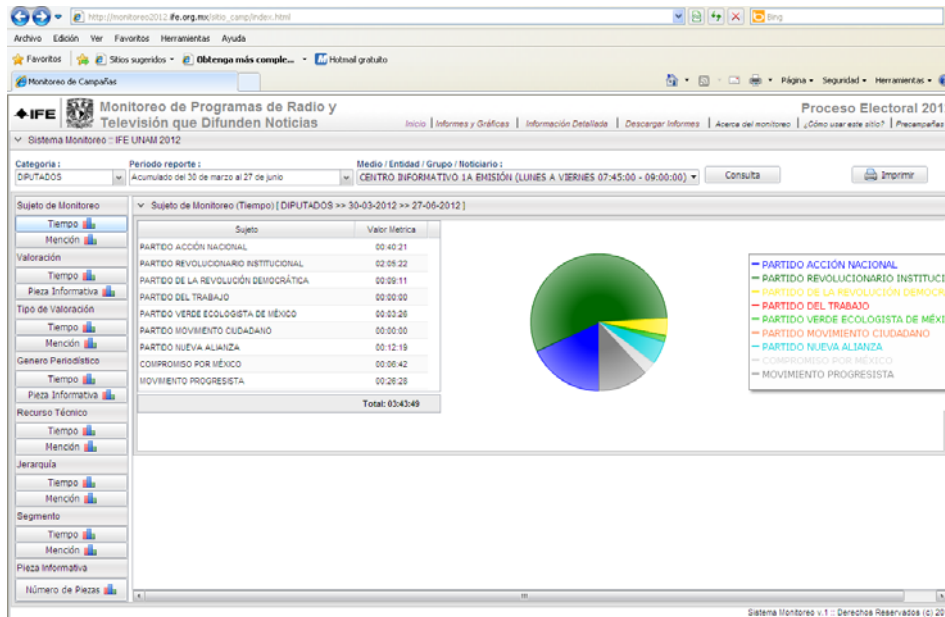 http://monitoreo2012.ife.org.mx/sitio_camp/index.html
Bing
Archivo Edición Ver Favoritos Herramientas Ayuda
Favoritos Sitios sugeridos Obtenga más comple... Hotmail gratuito
Monitoreo de Campañas
Página Seguridad Herramientas
IFE
Monitoreo de Programas de Radio y
Televisión que Difunden Noticias
Proceso Electoral 201
Inicio | Informes y Gráficas | Información Detallada | Descargar Informes | Acerca del monitoreo | ¿Cómo usar este sitio? | Precampañas
Sistema Monitoreo :: IFE UNAM 2012
Categoria : Periodo reporte : Medio / Entidad / Grupo / Noticiario :
DIPUTADOS Acumulado del 30 de marzo al 27 de junio CENTRO INFORMATIVO 1A EMISIÓN (LUNES A VIERNES 07:45:00 - 09:00:00) Consulta Imprimir
Sujeto de Monitoreo
Tiempo
Mención
Valoración
Tiempo
Pieza Informativa
Tipo de Valoración
Tiempo
Mención
Genero Periodístico
Tiempo
Pieza Informativa
Recurso Técnico
Tiempo
Mención
Jerarquía
Tiempo
Mención
Segmento
Tiempo
Mención
Pieza Informativa
Número de Piezas
Sujeto de Monitoreo (Tiempo) [ DIPUTADOS >> 30-03-2012 >> 27-06-2012 ]
Sujeto Valor Metrica
PARTIDO ACCIÓN NACIONAL 00:40:21
PARTIDO REVOLUCIONARIO INSTITUCIONAL 02:05:22
PARTIDO DE LA REVOLUCIÓN DEMOCRÁTICA 00:09:11
PARTIDO DEL TRABAJO 00:00:00
PARTIDO VERDE ECOLOGISTA DE MÉXICO 00:03:26
PARTIDO MOVIMIENTO CIUDADANO 00:00:00
PARTIDO NUEVA ALIANZA 00:12:19
COMPROMISO POR MÉXICO 00:06:42
MOVIMIENTO PROGRESISTA 00:26:28
Total: 03:43:49
PARTIDO ACCIÓN NACIONAL
PARTIDO REVOLUCIONARIO INSTITUCI
PARTIDO DE LA REVOLUCIÓN DEMOCR
PARTIDO DEL TRABAJO
PARTIDO VERDE ECOLOGISTA DE MÉXI
PARTIDO MOVIMIENTO CIUDADANO
PARTIDO NUEVA ALIANZA
COMPROMISO POR MÉXICO
MOVIMIENTO PROGRESISTA
Sistema Monitoreo v.1 :: Derechos Reservados (c) 20